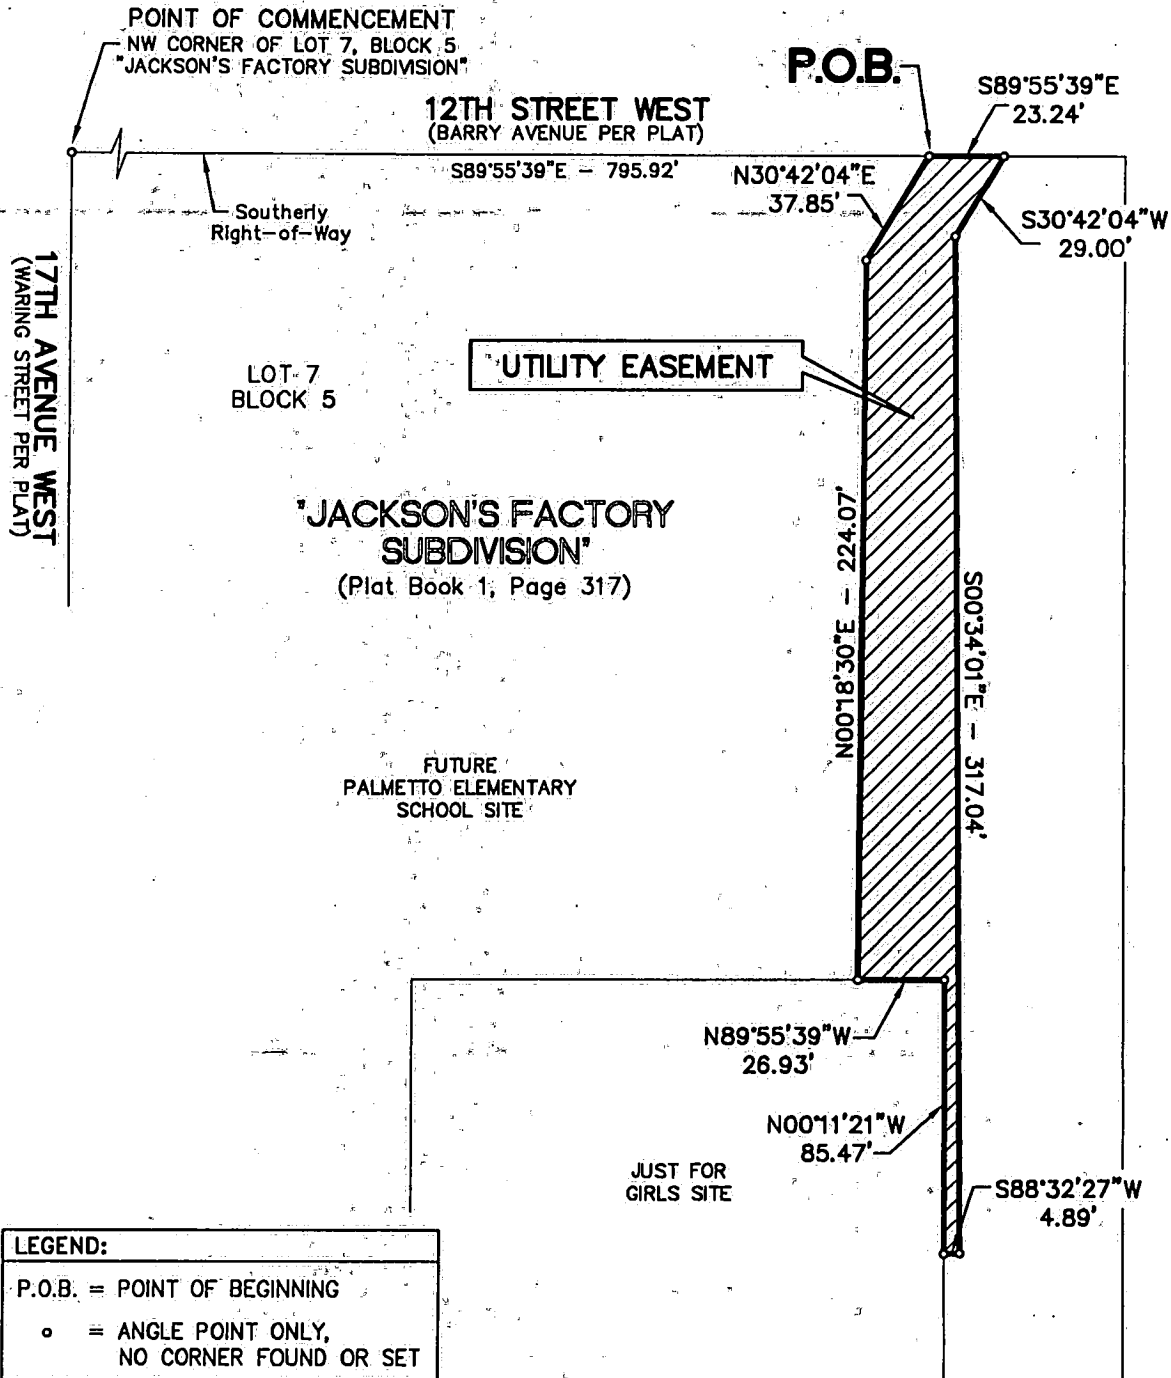 POINT OF COMMENCEMENT
NW CORNER OF LOT 7, BLOCK 5
"JACKSON'S FACTORY SUBDIVISION"
P.O.B.
S89°55'39"E
23.24'
12TH STREET WEST
(BARRY AVENUE PER PLAT)
S89°55'39"E - 795.92'
N30°42'04"E
37.85'
Southerly
Right-of-Way
S30°42'04"W
29.00'
17TH AVENUE WEST
(WARING STREET PER PLAT)
UTILITY EASEMENT
LOT 7
BLOCK 5
"JACKSON'S FACTORY
SUBDIVISION"
(Plat Book 1, Page 317)
N00°18'30"E - 224.07'
S00°34'01"E - 317.04'
FUTURE
PALMETTO ELEMENTARY
SCHOOL SITE
N89°55'39"W
26.93'
N00°11'21"W
85.47'
JUST FOR
GIRLS SITE
S88°32'27"W
4.89'
LEGEND:
P.O.B. = POINT OF BEGINNING
o = ANGLE POINT ONLY,
NO CORNER FOUND OR SET